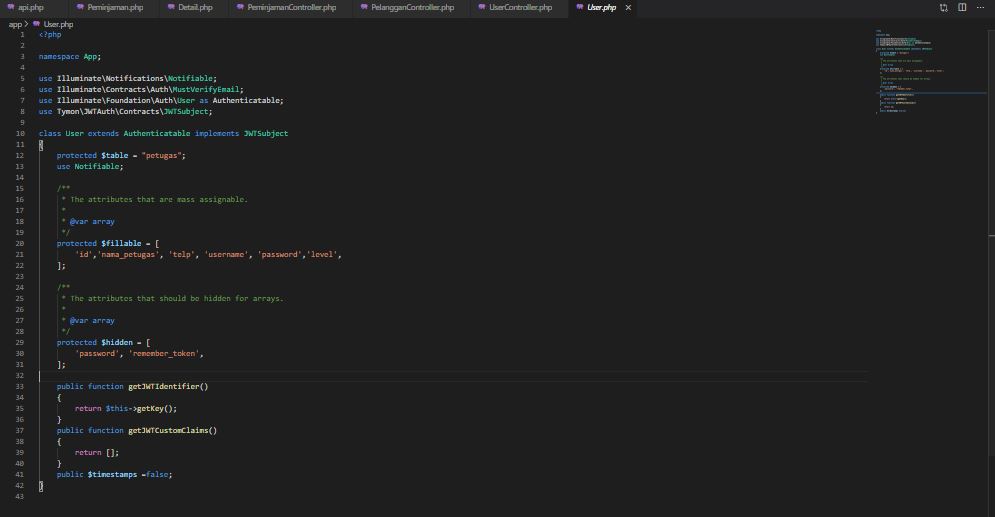 api.php Peminjaman.php Detail.php PeminjamanController.php PelangganController.php UserController.php User.php
app > User.php
1 <?php
2
3 namespace App;
4
5 use Illuminate\Notifications\Notifiable;
6 use Illuminate\Contracts\Auth\MustVerifyEmail;
7 use Illuminate\Foundation\Auth\User as Authenticatable;
8 use Tymon\JWTAuth\Contracts\JWTSubject;
9
10 class User extends Authenticatable implements JWTSubject
11 {
12 protected $table = "petugas";
13 use Notifiable;
14
15 /**
16 * The attributes that are mass assignable.
17 *
18 * @var array
19 */
20 protected $fillable = [
21 'id','nama_petugas', 'telp', 'username', 'password','level',
22 ];
23
24 /**
25 * The attributes that should be hidden for arrays.
26 *
27 * @var array
28 */
29 protected $hidden = [
30 'password', 'remember_token',
31 ];
32
33 public function getJWTIdentifier()
34 {
35 return $this->getKey();
36 }
37 public function getJWTCustomClaims()
38 {
39 return [];
40 }
41 public $timestamps =false;
42 }
43